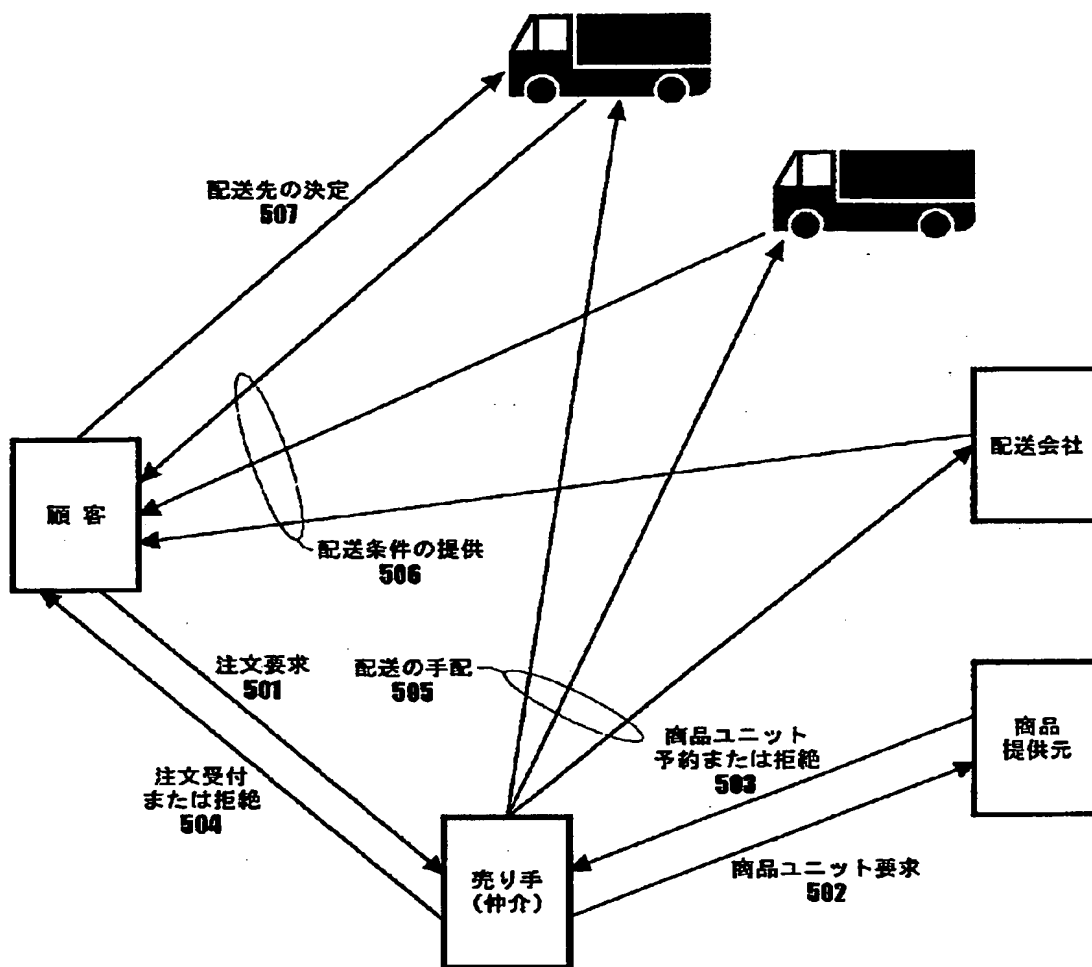 配送先の決定
507
配送会社
顧客
配送条件の提供
506
注文要求
501
配送の手配
505
商品ユニット
予約または拒絶
503
商品
提供元
注文受付
または拒絶
504
売り手
(仲介)
商品ユニット要求
502